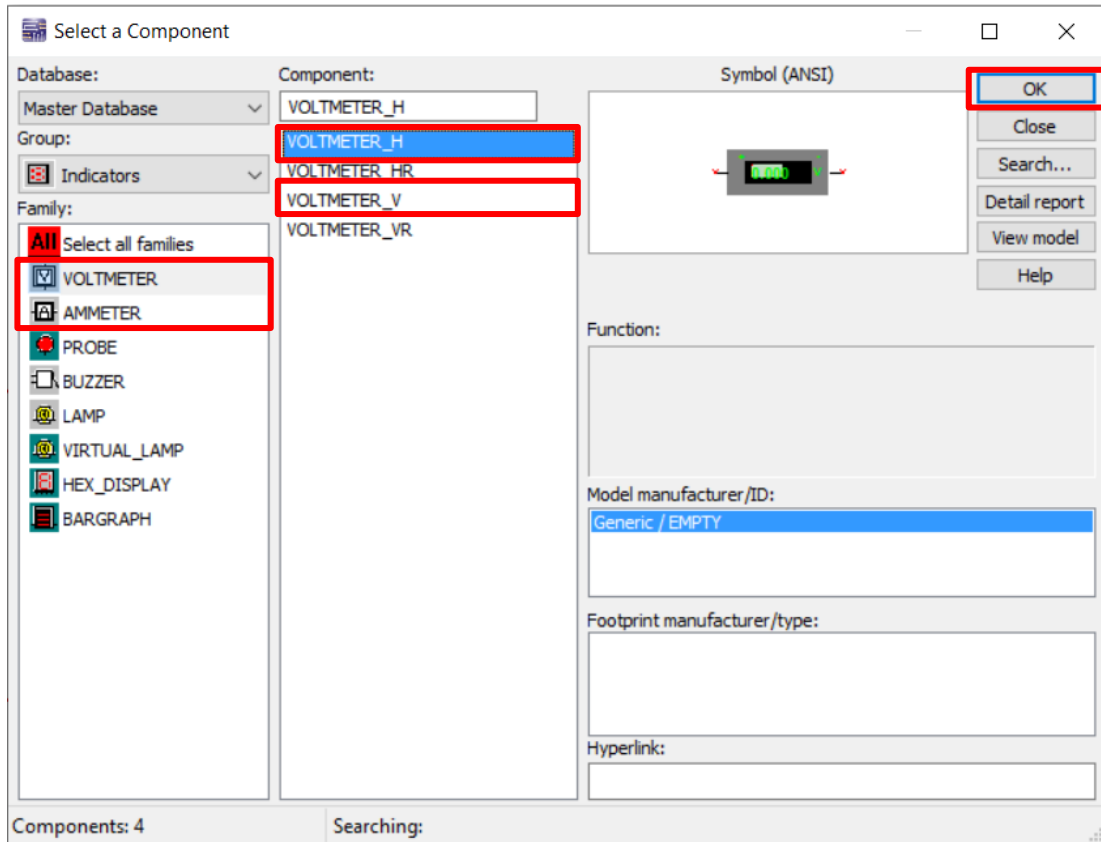 Select a Component
Database:
Master Database
Group:
Indicators
Family:
All Select all families
VOLTMETER
AMMETER
PROBE
BUZZER
LAMP
VIRTUAL_LAMP
HEX_DISPLAY
BARGRAPH
Component:
VOLTMETER_H
VOLTMETER_H
VOLTMETER_HR
VOLTMETER_V
VOLTMETER_VR
Symbol (ANSI)
0.000 V
Function:
Model manufacturer/ID:
Generic / EMPTY
Footprint manufacturer/type:
Hyperlink:
OK
Close
Search...
Detail report
View model
Help
Components: 4
Searching: